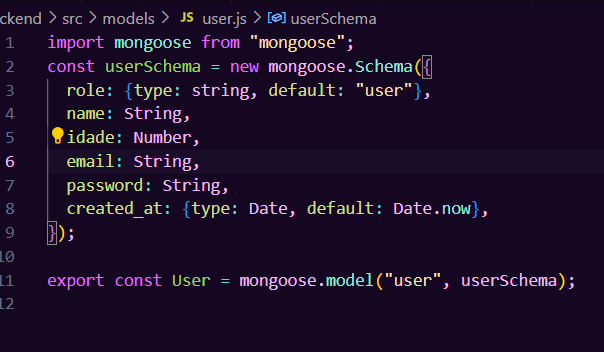 ckend > src > models > JS user.js > userSchema
1 import mongoose from "mongoose";
2 const userSchema = new mongoose.Schema({
3 role: {type: string, default: "user"},
4 name: String,
5 idade: Number,
6 email: String,
7 password: String,
8 created_at: {type: Date, default: Date.now},
9 });
10
11 export const User = mongoose.model("user", userSchema);
12